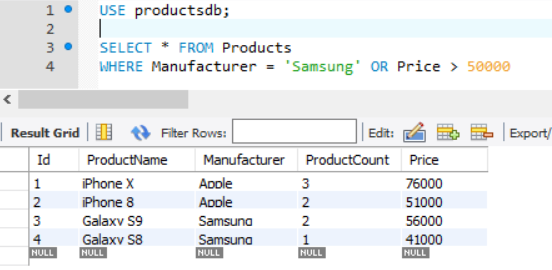 1 USE productsdb;
2
3 SELECT * FROM Products
4 WHERE Manufacturer = 'Samsung' OR Price > 50000
Result Grid Filter Rows: Edit: Export/
Id ProductName Manufacturer ProductCount Price
1 iPhone X Apple 3 76000
2 iPhone 8 Apple 2 51000
3 Galaxy S9 Samsung 2 56000
4 Galaxy S8 Samsung 1 41000
NULL NULL NULL NULL NULL